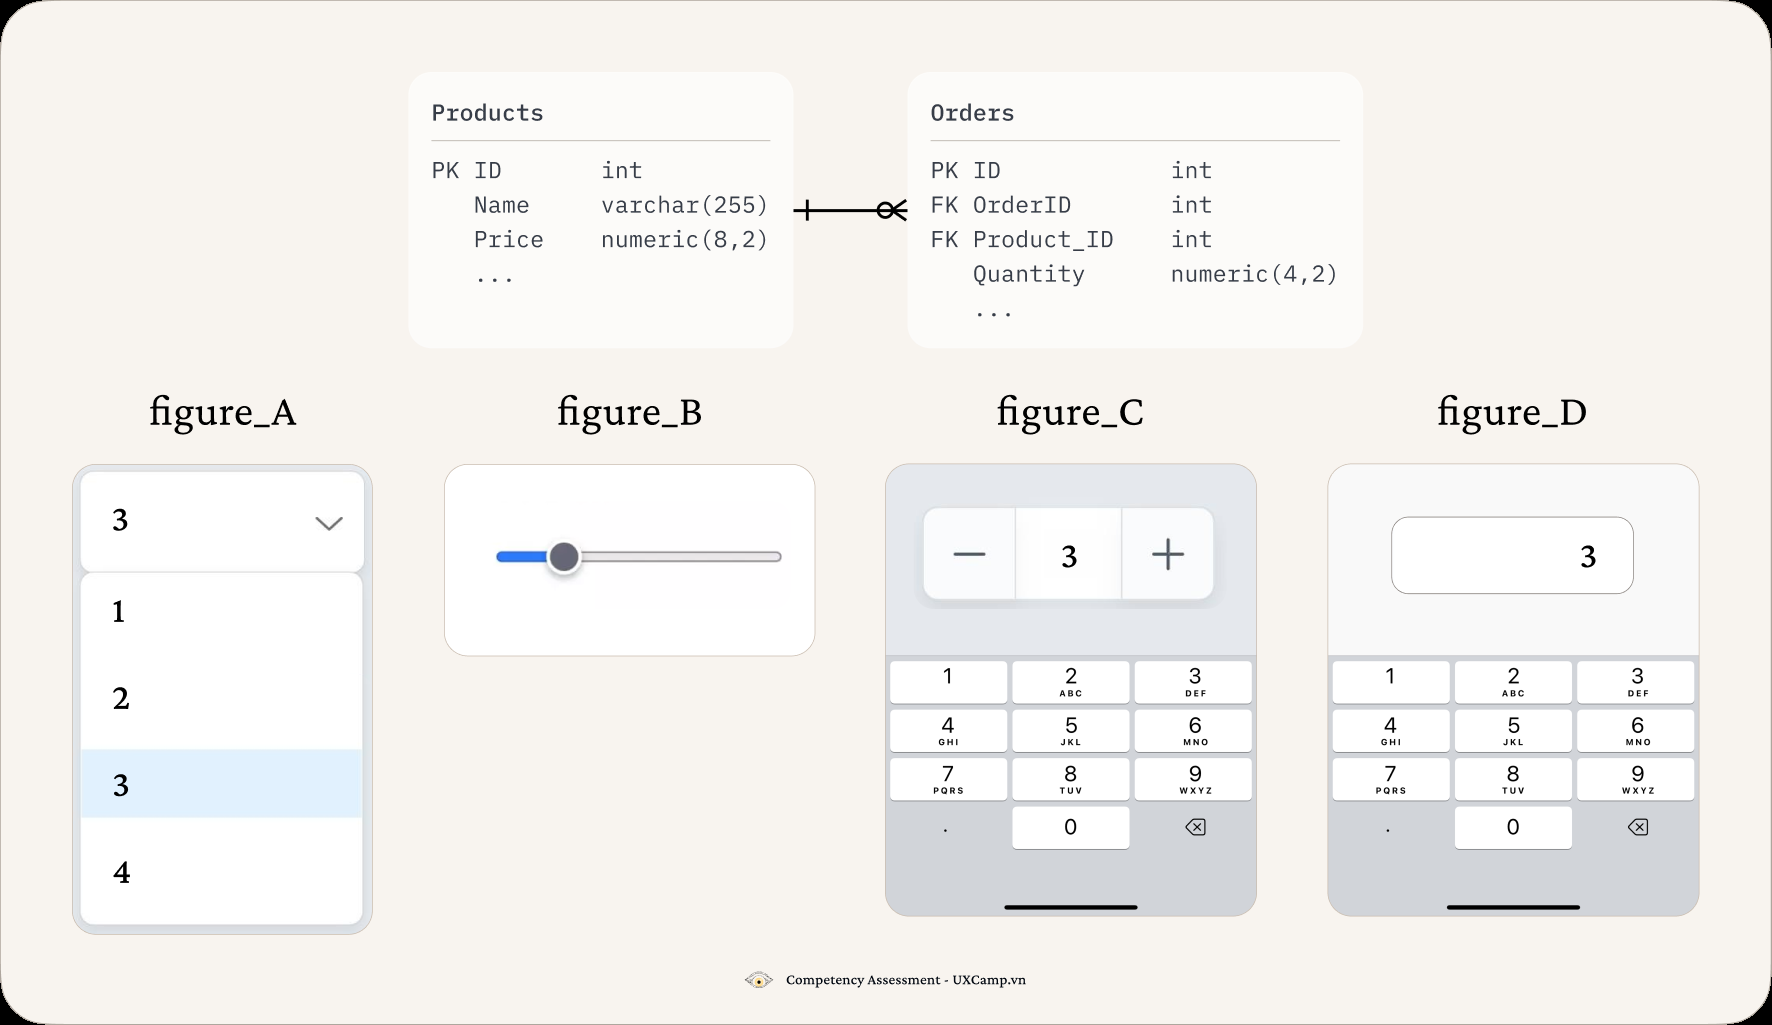 Products
PK ID int
Name varchar(255)
Price numeric(8,2)
...
Orders
PK ID int
FK OrderID int
FK Product_ID int
Quantity numeric(4,2)
...
figure_A
3
1
2
3
4
figure_B
figure_C
3
1 2 3
ABC DEF
4 5 6
GHI JKL MNO
7 8 9
PQRS TUV WXYZ
. 0
figure_D
3
1 2 3
ABC DEF
4 5 6
GHI JKL MNO
7 8 9
PQRS TUV WXYZ
. 0
Competency Assessment - UXCamp.vn